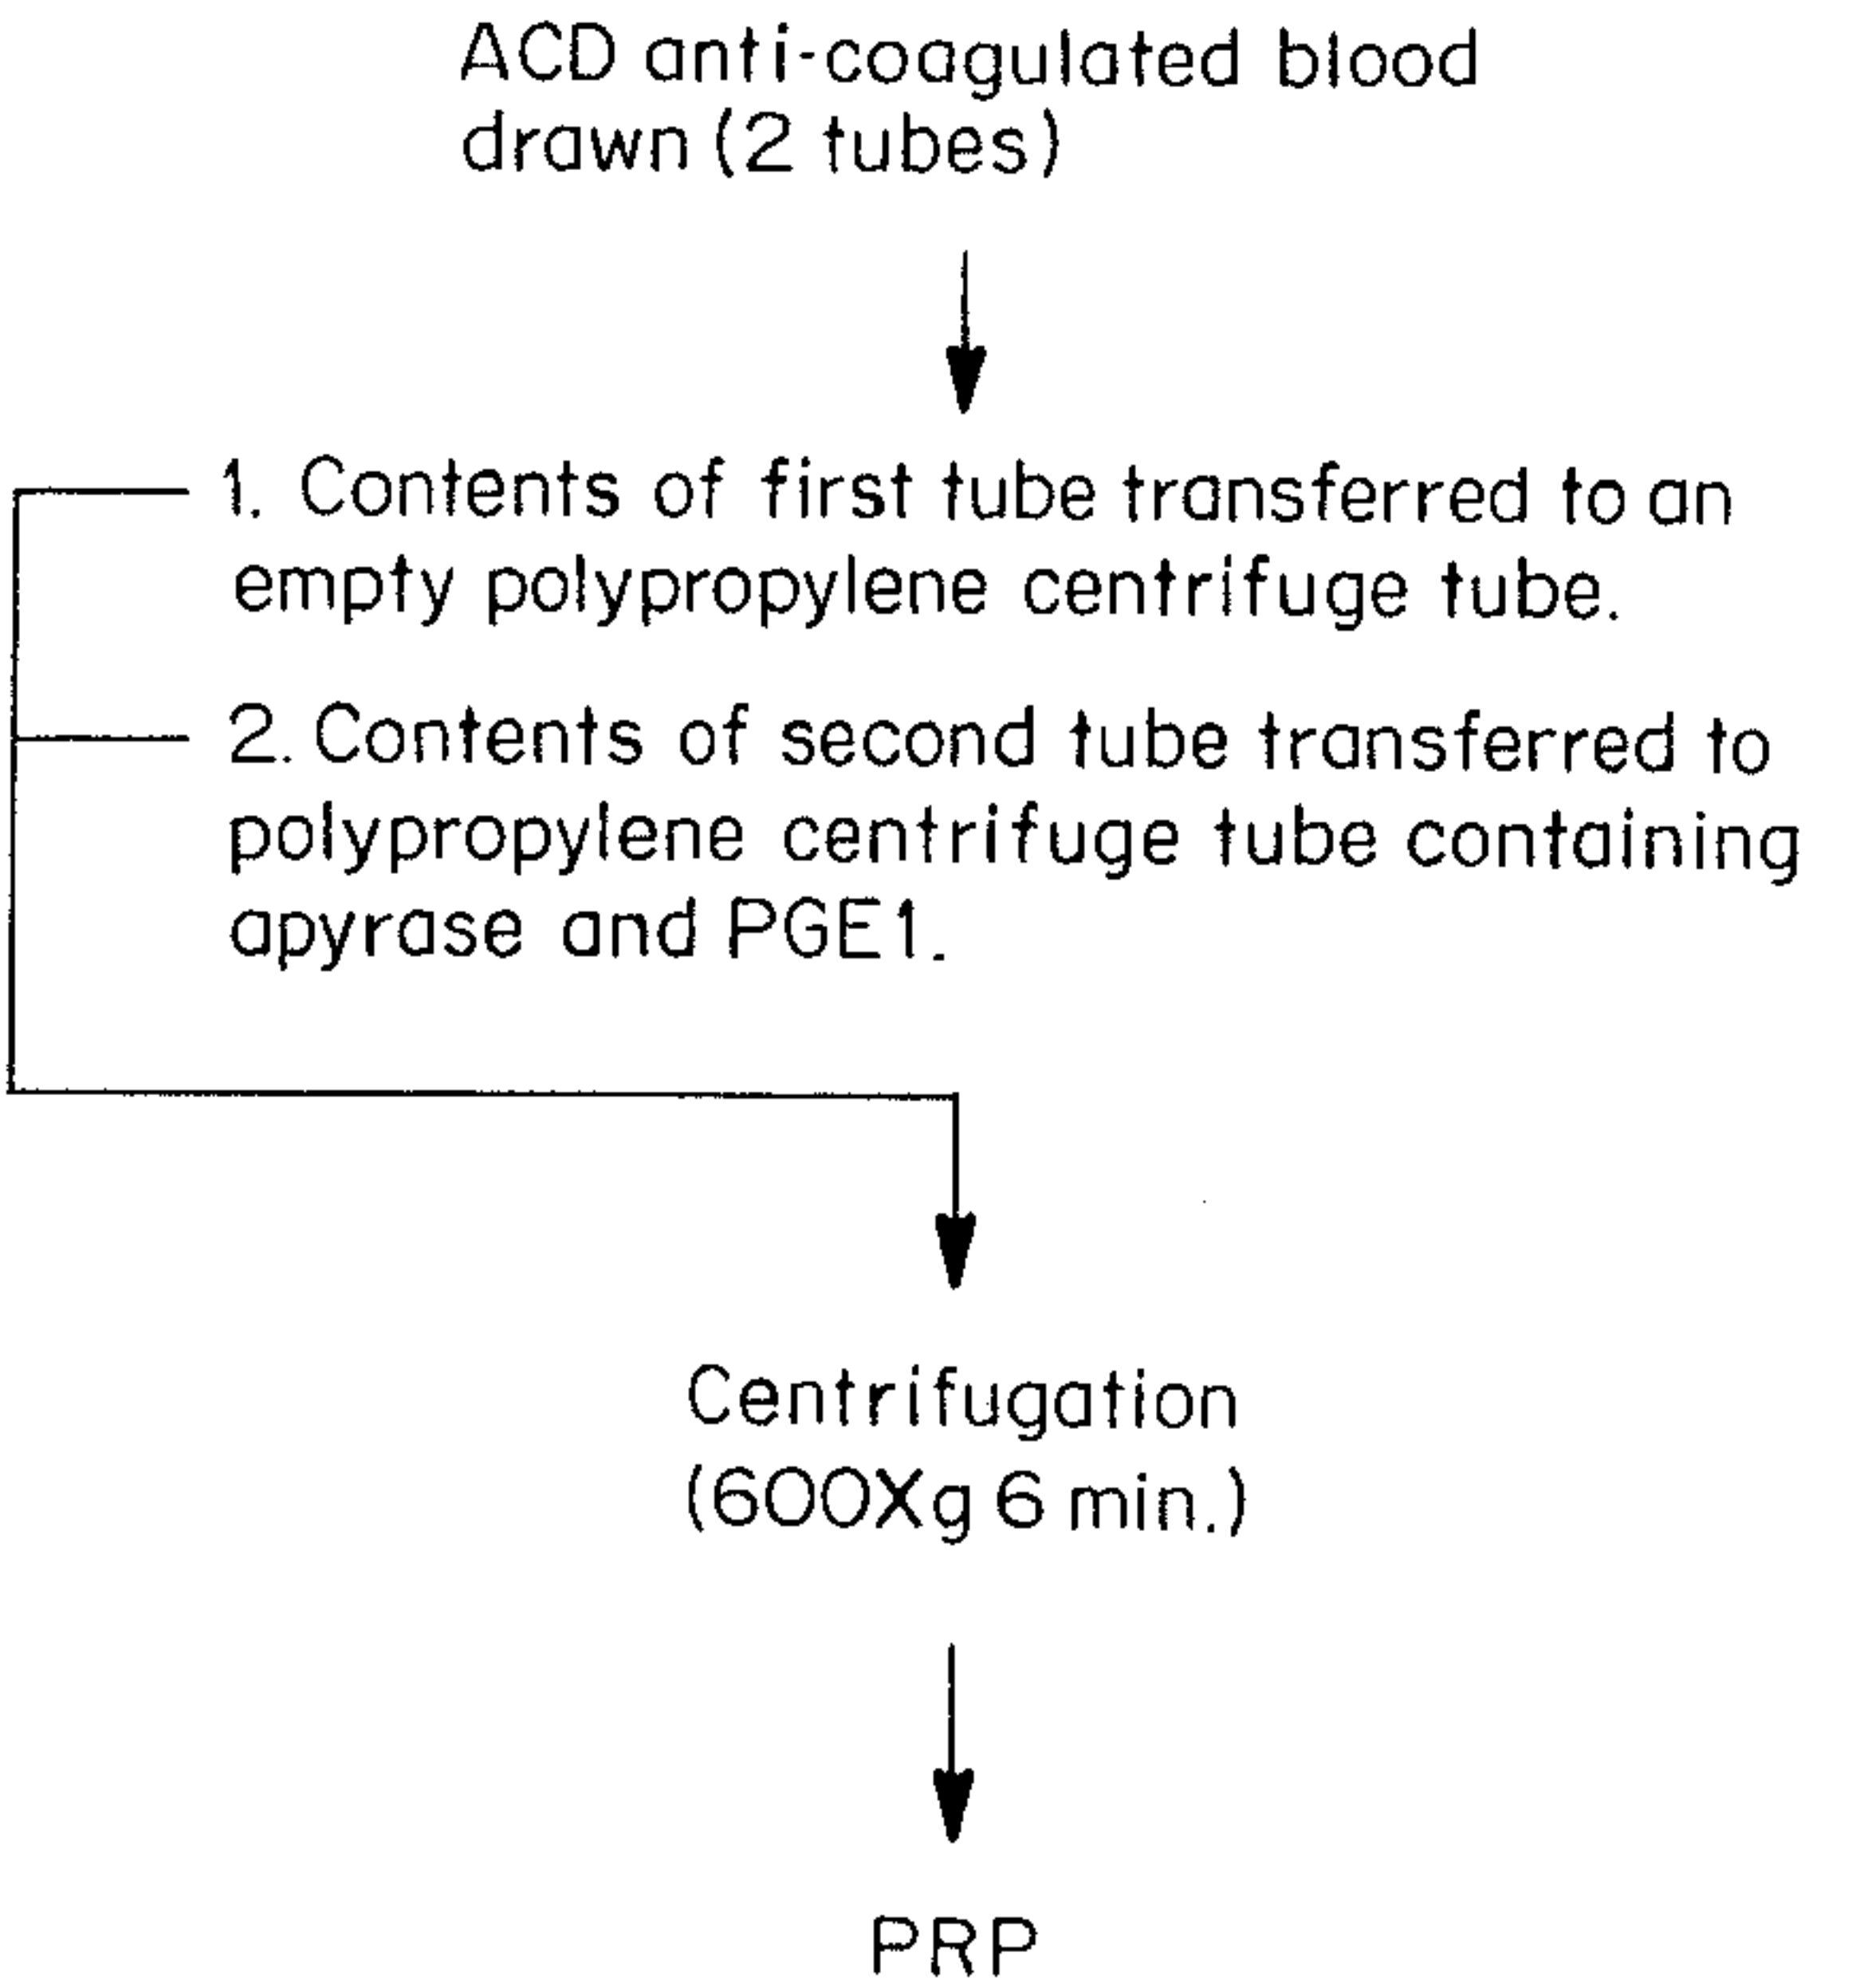 ACD anti-coagulated blood
drawn (2 tubes)
1. Contents of first tube transferred to an
empty polypropylene centrifuge tube.
2. Contents of second tube transferred to
polypropylene centrifuge tube containing
apyrase and PGE1.
Centrifugation
(600Xg 6 min.)
PRP